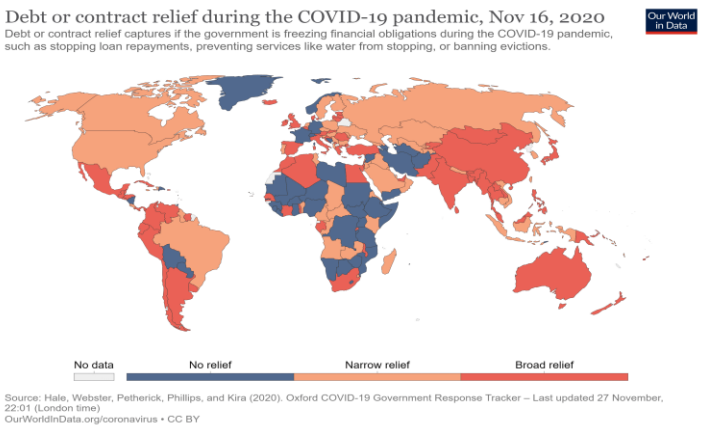 Debt or contract relief during the COVID-19 pandemic, Nov 16, 2020
Our World
in Data
Debt or contract relief captures if the government is freezing financial obligations during the COVID-19 pandemic,
such as stopping loan repayments, preventing services like water from stopping, or banning evictions.
No data
No relief
Narrow relief
Broad relief
Source: Hale, Webster, Petherick, Phillips, and Kira (2020). Oxford COVID-19 Government Response Tracker – Last updated 27 November,
22:01 (London time)
OurWorldInData.org/coronavirus • CC BY